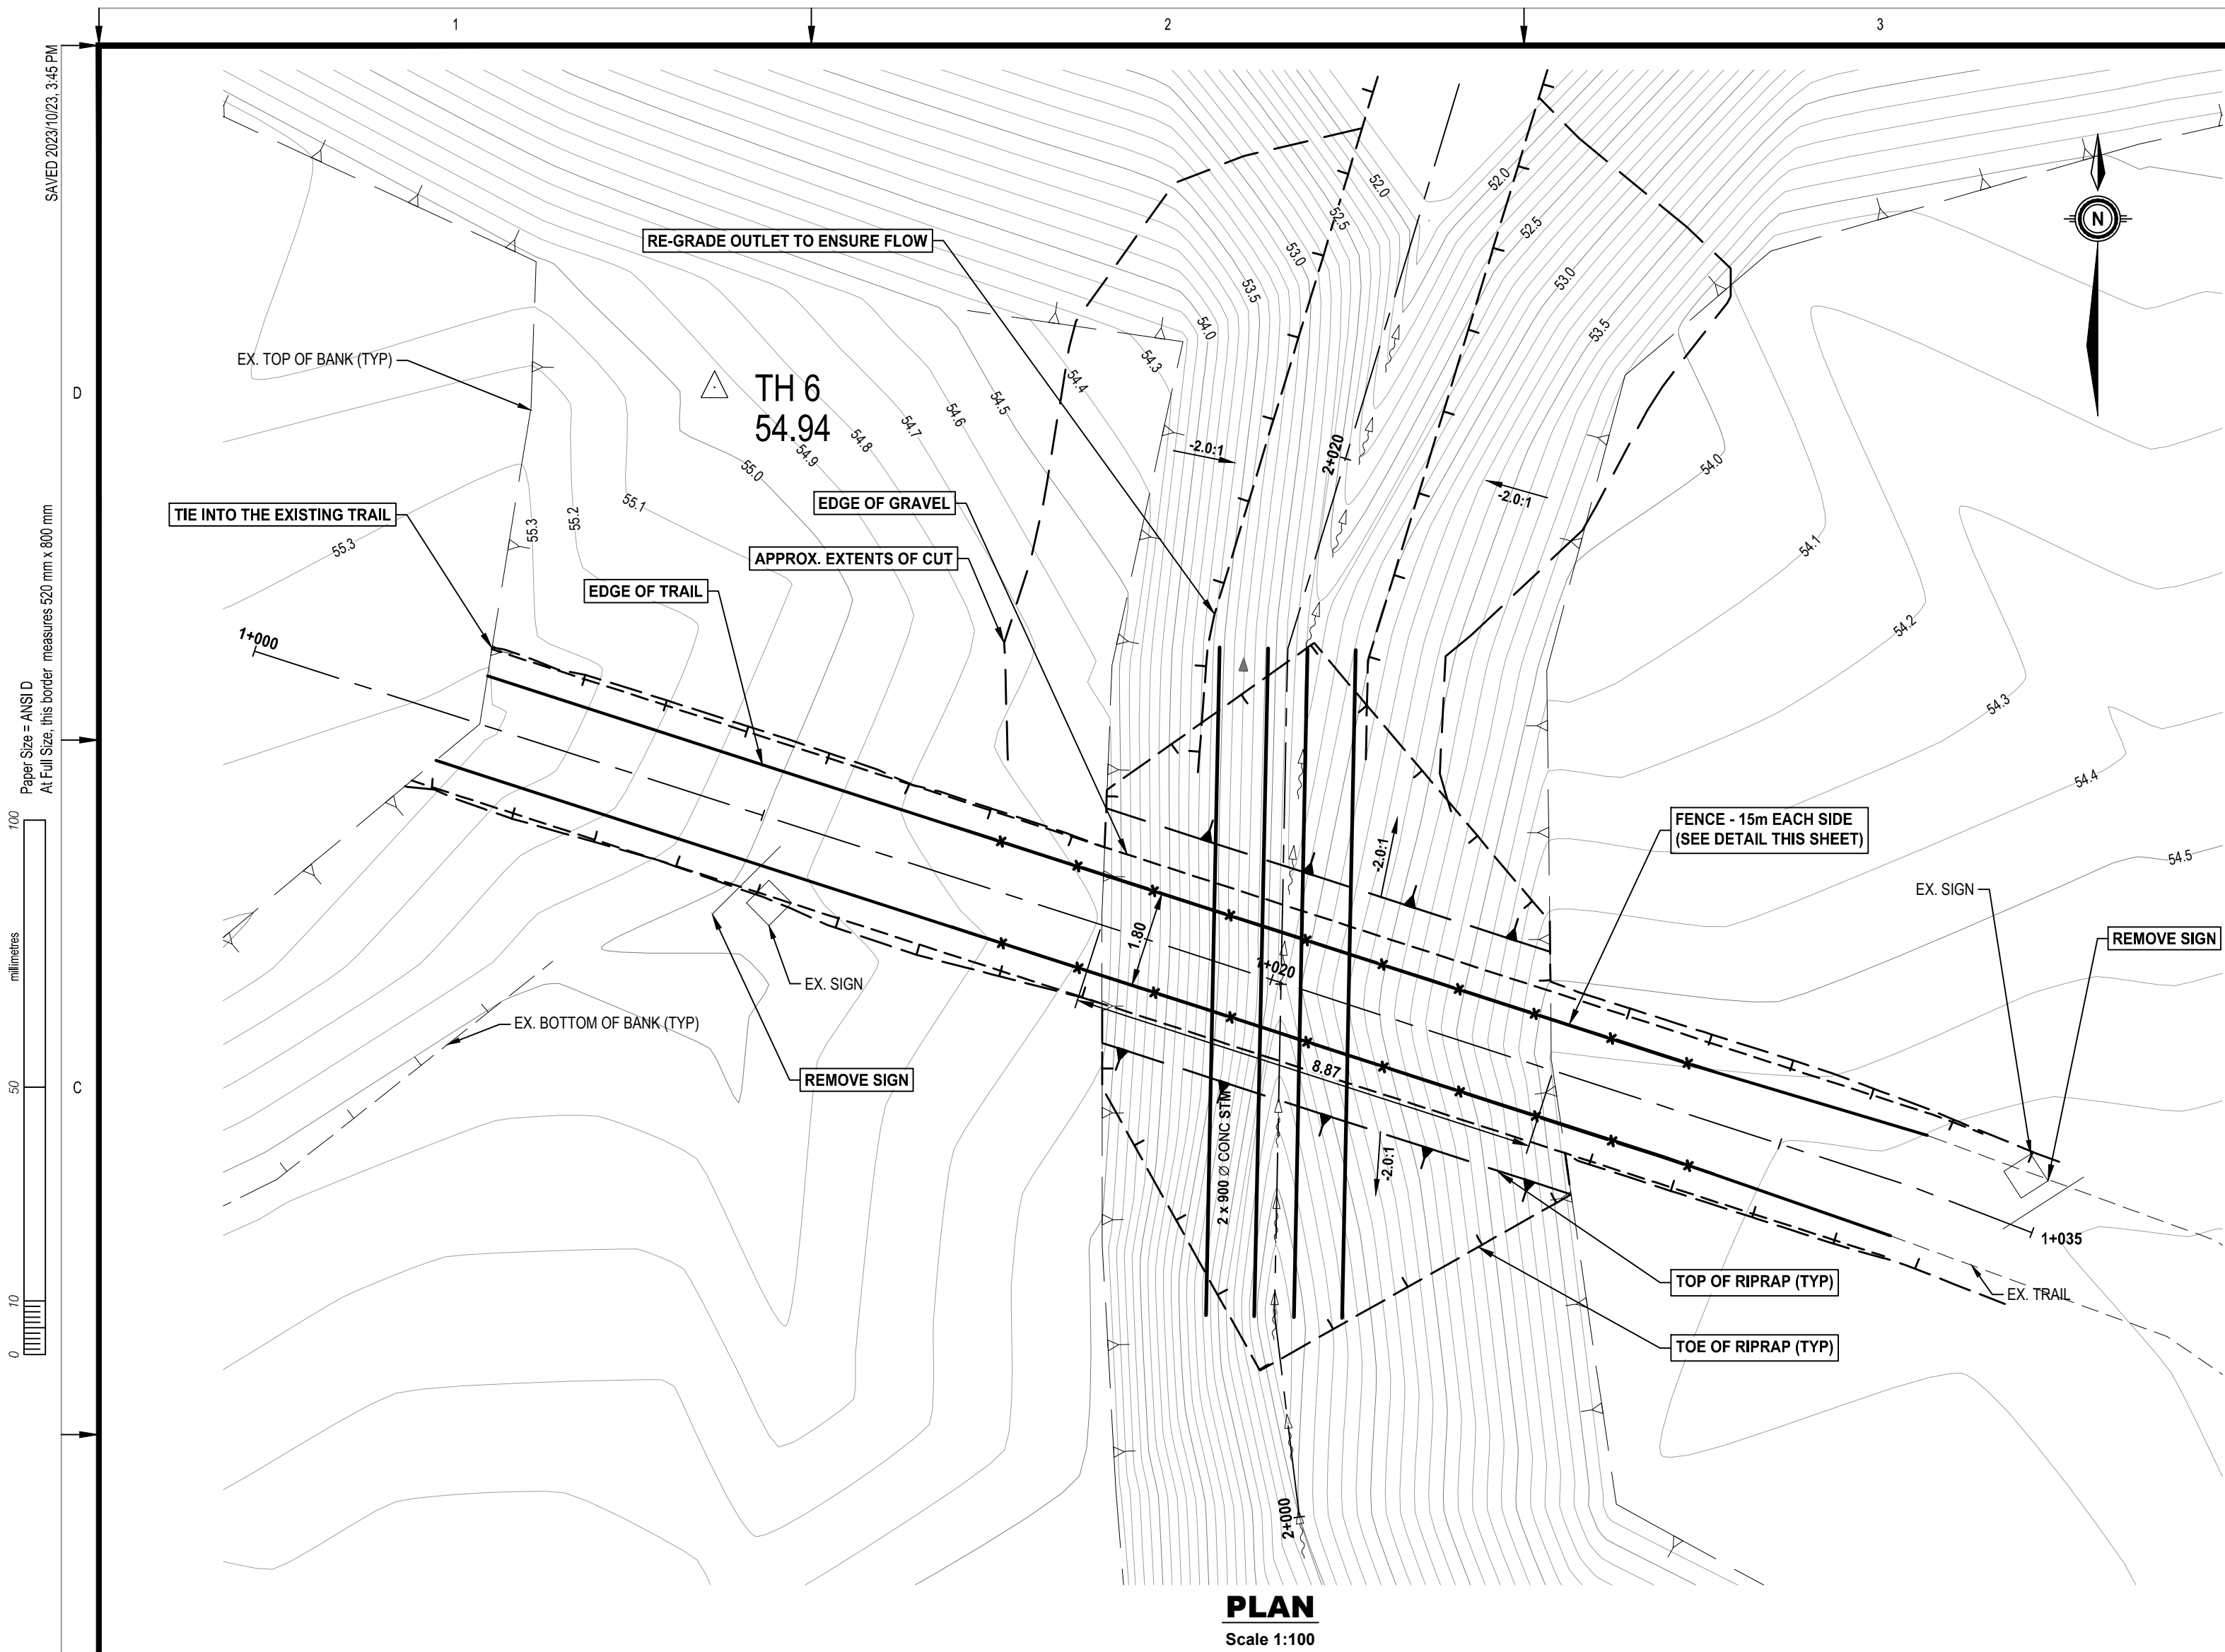 1
2
3
SAVED 2023/10/23, 3:45 PM
Paper Size = ANSI D
At Full Size, this border measures 520 mm x 800 mm
100
millimetres
50
10
0
D
C
N
52.0
52.0
52.5
52.5
RE-GRADE OUTLET TO ENSURE FLOW
53.0
53.0
53.5
53.5
54.0
54.3
54.4
EX. TOP OF BANK (TYP)
TH 6
54.94
54.5
54.6
54.7
54.8
54.9
55.0
-2.0:1
2+020
54.0
-2.0:1
55.1
55.2
55.3
55.3
EDGE OF GRAVEL
TIE INTO THE EXISTING TRAIL
APPROX. EXTENTS OF CUT
54.1
EDGE OF TRAIL
54.2
1+000
54.3
54.4
FENCE - 15m EACH SIDE
(SEE DETAIL THIS SHEET)
-2.0:1
54.5
EX. SIGN
REMOVE SIGN
1.80
1+020
EX. SIGN
EX. BOTTOM OF BANK (TYP)
REMOVE SIGN
8.87
2 x 900 Ø CONC STM
-2.0:1
1+035
TOP OF RIPRAP (TYP)
EX. TRAIL
TOE OF RIPRAP (TYP)
2+000
PLAN
Scale 1:100